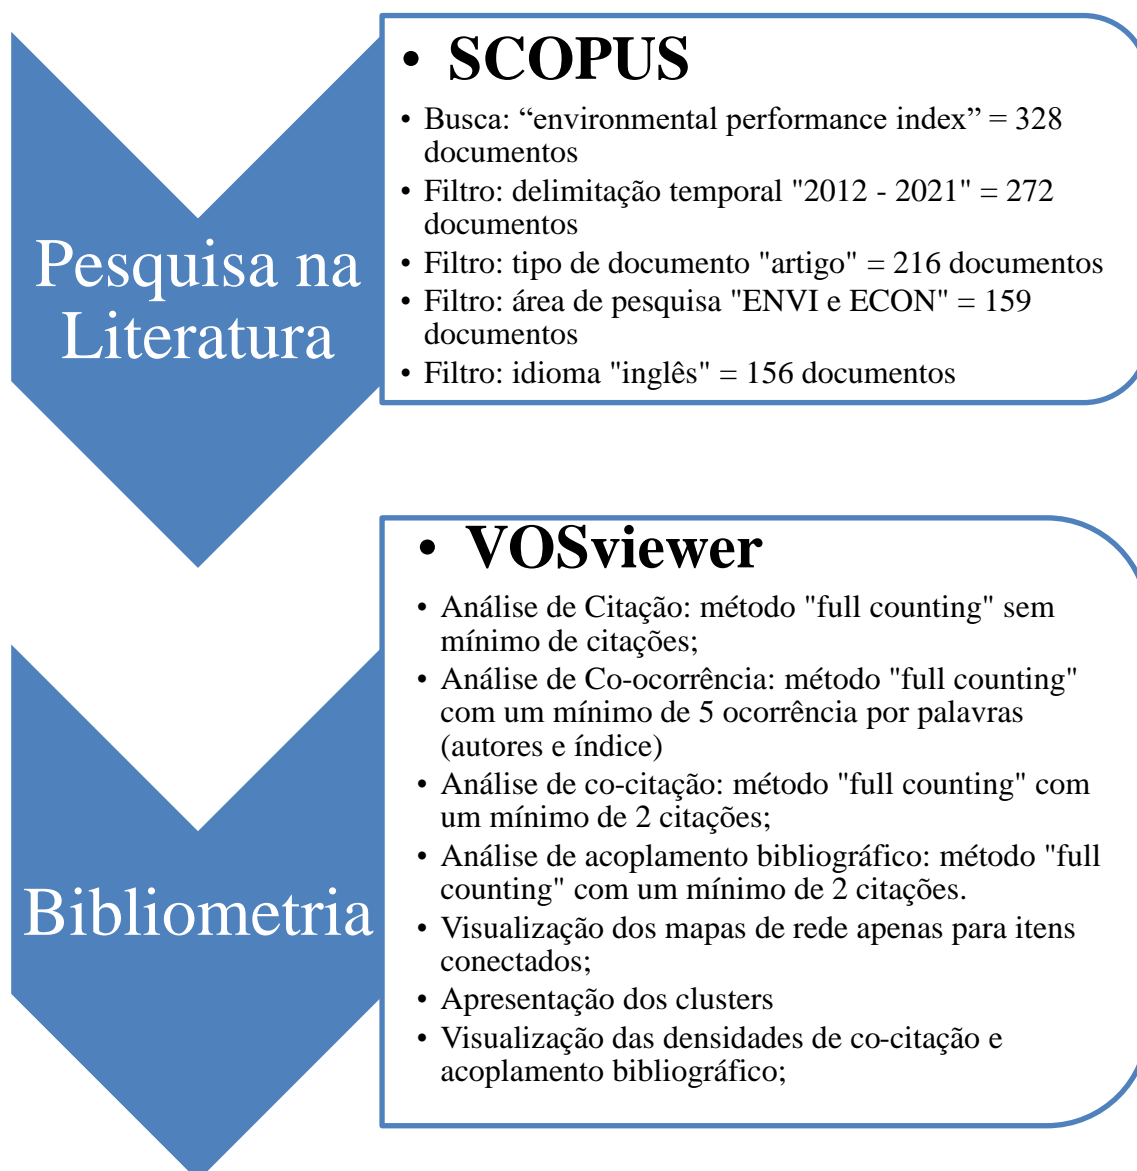 Pesquisa na
Literatura
• SCOPUS
• Busca: “environmental performance index” = 328
documentos
• Filtro: delimitação temporal "2012 - 2021" = 272
documentos
• Filtro: tipo de documento "artigo" = 216 documentos
• Filtro: área de pesquisa "ENVI e ECON" = 159
documentos
• Filtro: idioma "inglês" = 156 documentos
Bibliometria
• VOSviewer
• Análise de Citação: método "full counting" sem
mínimo de citações;
• Análise de Co-ocorrência: método "full counting"
com um mínimo de 5 ocorrência por palavras
(autores e índice)
• Análise de co-citação: método "full counting" com
um mínimo de 2 citações;
• Análise de acoplamento bibliográfico: método "full
counting" com um mínimo de 2 citações.
• Visualização dos mapas de rede apenas para itens
conectados;
• Apresentação dos clusters
• Visualização das densidades de co-citação e
acoplamento bibliográfico;